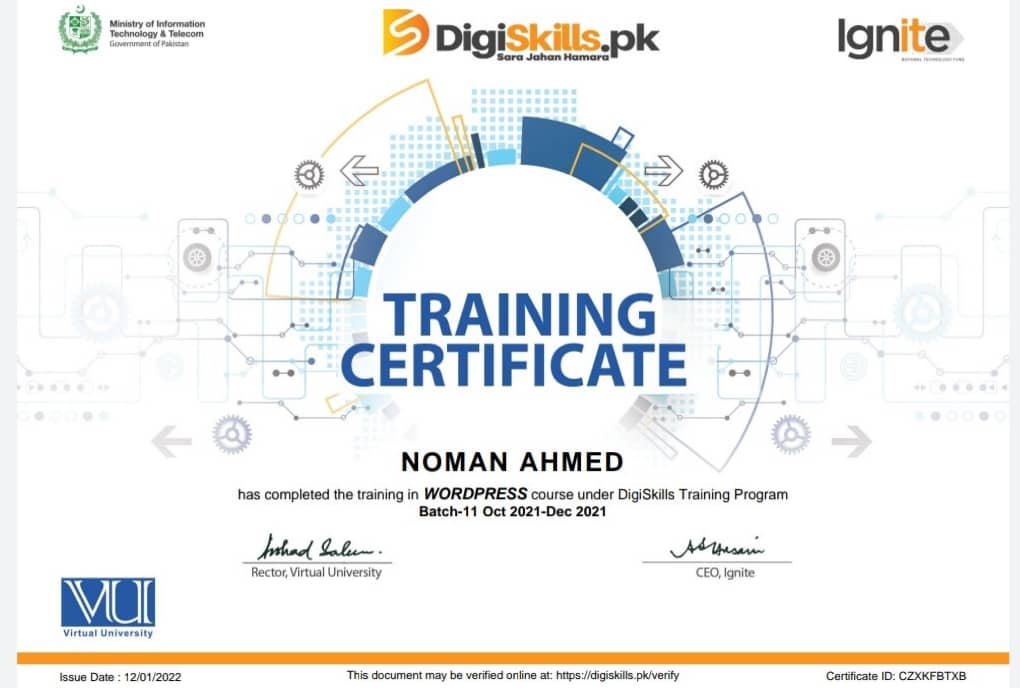 Ministry of Information
Technology & Telecom
Government of Pakistan
DigiSkills.pk
Sara Jahan Hamara
Ignite
NATIONAL TECHNOLOGY FUND
TRAINING
CERTIFICATE
NOMAN AHMED
has completed the training in WORDPRESS course under DigiSkills Training Program
Batch-11 Oct 2021-Dec 2021
Arshad Saleem.
Rector, Virtual University
CEO, Ignite
VU
Virtual University
Issue Date : 12/01/2022
This document may be verified online at: https://digiskills.pk/verify
Certificate ID: CZXKFBTXB